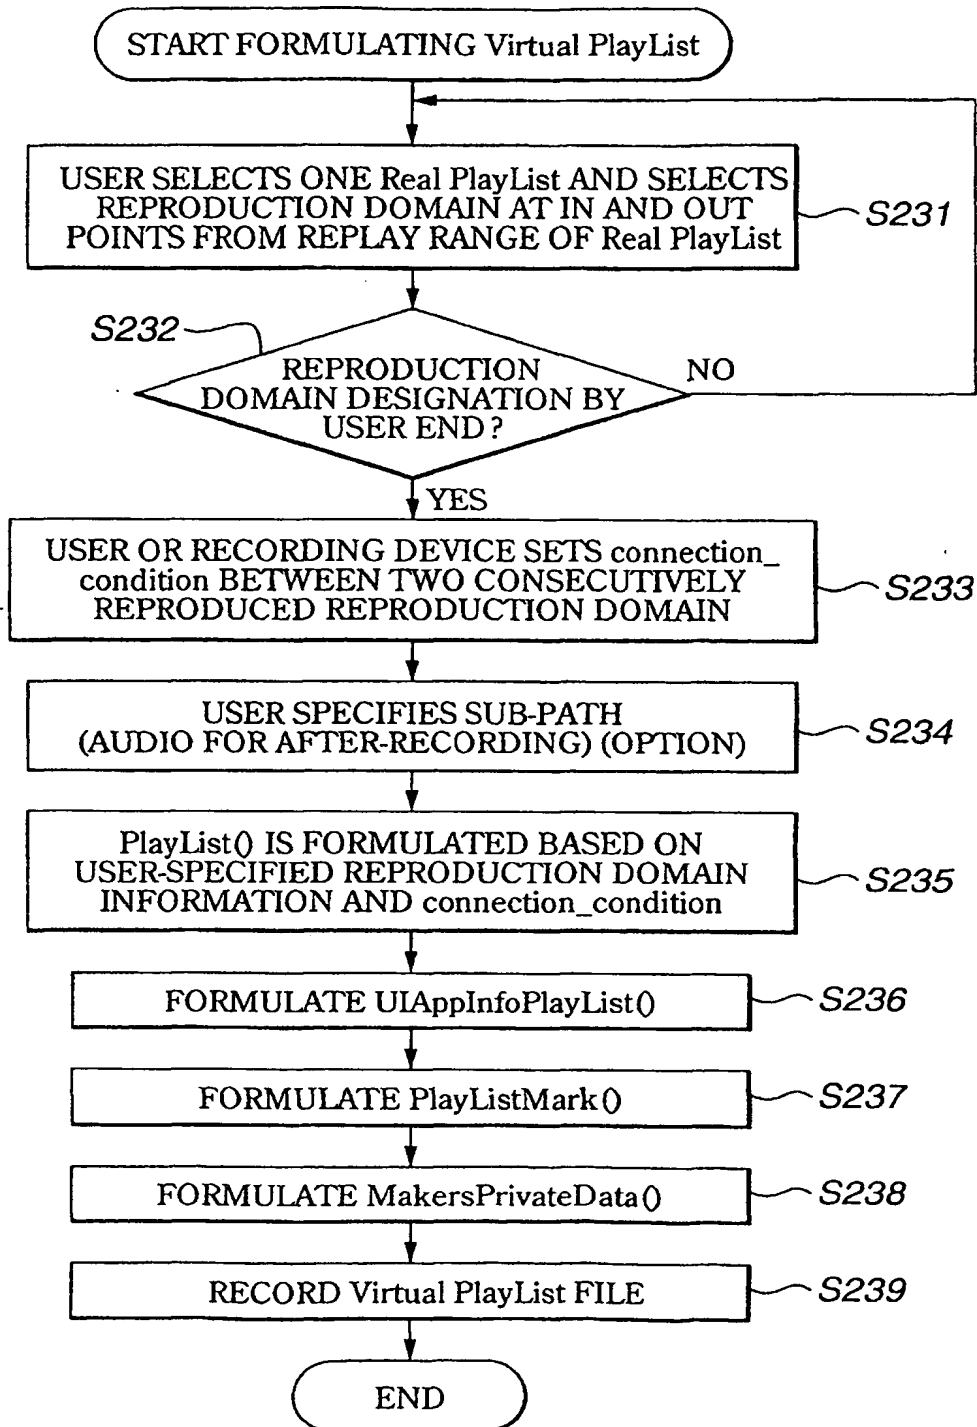 START FORMULATING Virtual PlayList
USER SELECTS ONE Real PlayList AND SELECTS
REPRODUCTION DOMAIN AT IN AND OUT
POINTS FROM REPLAY RANGE OF Real PlayList
S231
S232
REPRODUCTION
DOMAIN DESIGNATION BY
USER END?
NO
YES
USER OR RECORDING DEVICE SETS connection_
condition BETWEEN TWO CONSECUTIVELY
REPRODUCED REPRODUCTION DOMAIN
S233
USER SPECIFIES SUB-PATH
(AUDIO FOR AFTER-RECORDING) (OPTION)
S234
PlayList() IS FORMULATED BASED ON
USER-SPECIFIED REPRODUCTION DOMAIN
INFORMATION AND connection_condition
S235
FORMULATE UIAppInfoPlayList()
S236
FORMULATE PlayListMark()
S237
FORMULATE MakersPrivateData()
S238
RECORD Virtual PlayList FILE
S239
END